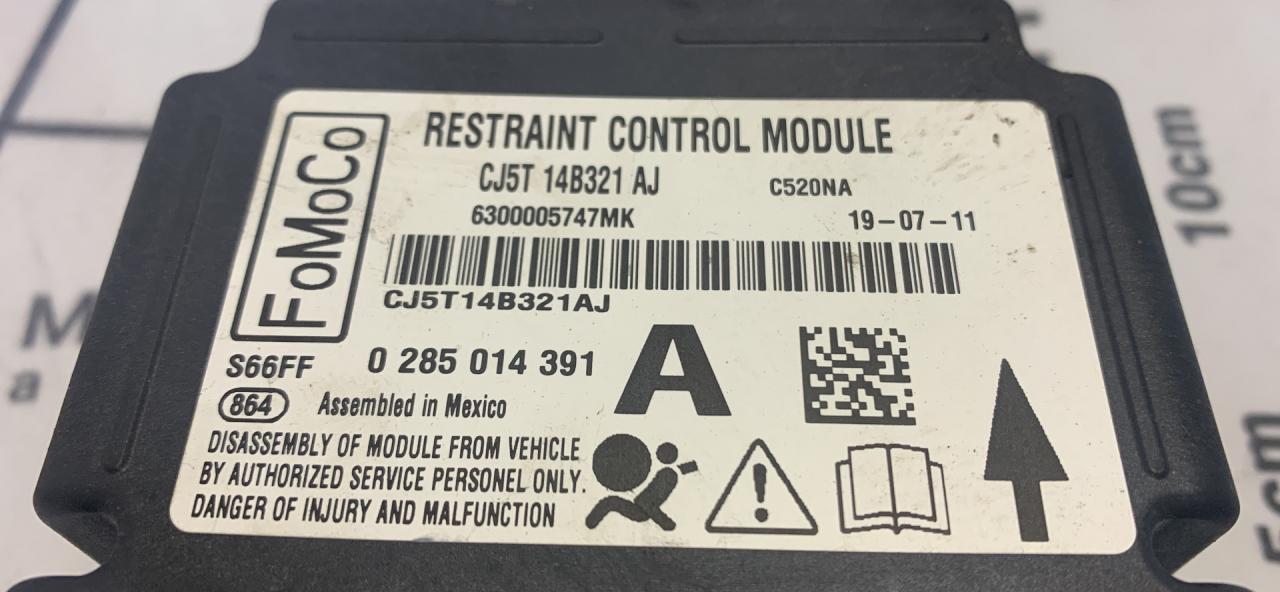 FoMoCo
RESTRAINT CONTROL MODULE
CJ5T 14B321 AJ
C520NA
6300005747MK
19-07-11
CJ5T14B321AJ
S66FF
0 285 014 391
A
864
Assembled in Mexico
DISASSEMBLY OF MODULE FROM VEHICLE
BY AUTHORIZED SERVICE PERSONEL ONLY.
DANGER OF INJURY AND MALFUNCTION
10cm
5cm
M
a